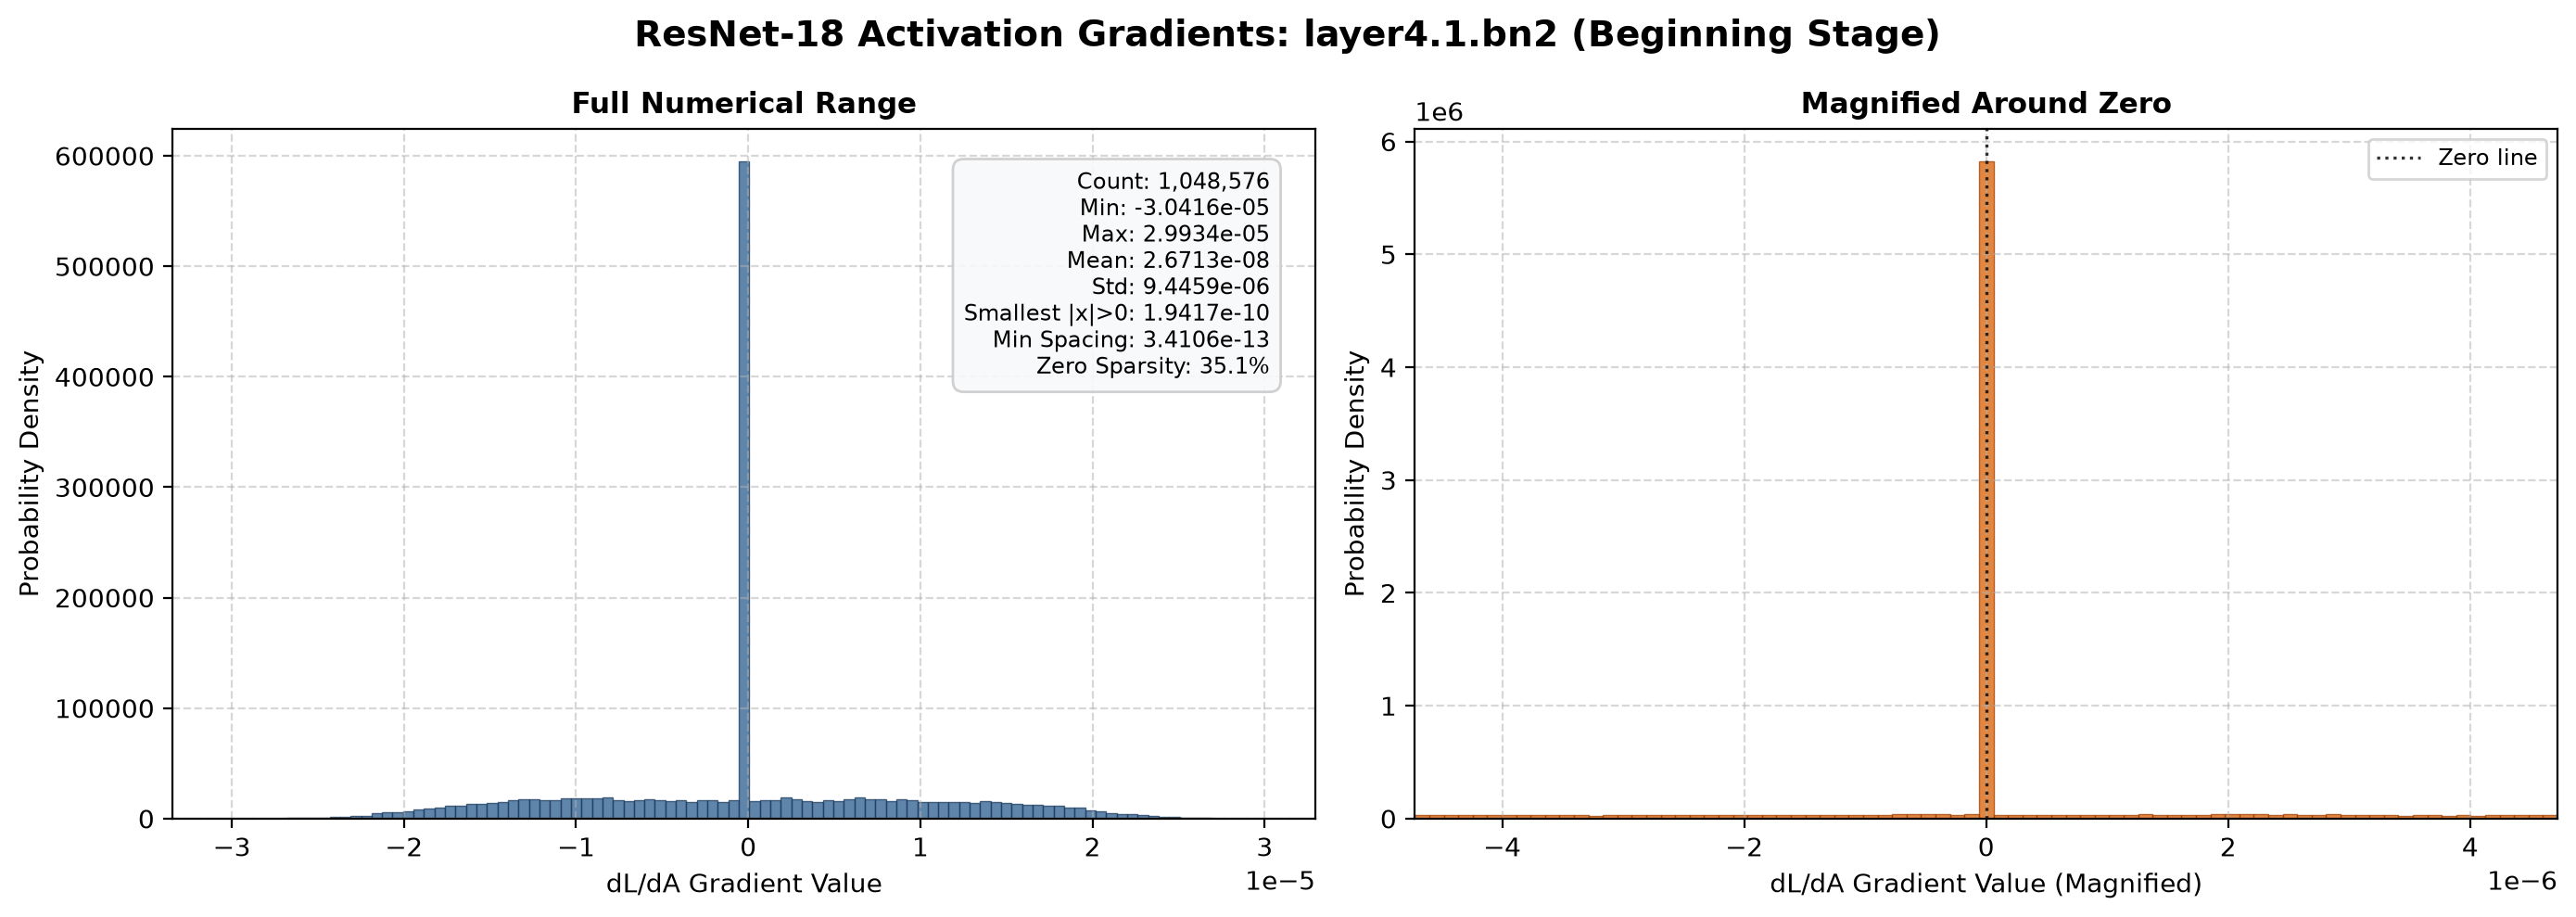 ResNet-18 Activation Gradients: layer4.1.bn2 (Beginning Stage)
Full Numerical Range
600000
500000
400000
300000
200000
100000
0
Probability Density
Count: 1,048,576
Min: -3.0416e-05
Max: 2.9934e-05
Mean: 2.6713e-08
Std: 9.4459e-06
Smallest |x|>0: 1.9417e-10
Min Spacing: 3.4106e-13
Zero Sparsity: 35.1%
−3 −2 −1 0 1 2 3
1e−5
dL/dA Gradient Value
Magnified Around Zero
1e6
6
5
4
3
2
1
0
Probability Density
Zero line
−4 −2 0 2 4
1e−6
dL/dA Gradient Value (Magnified)